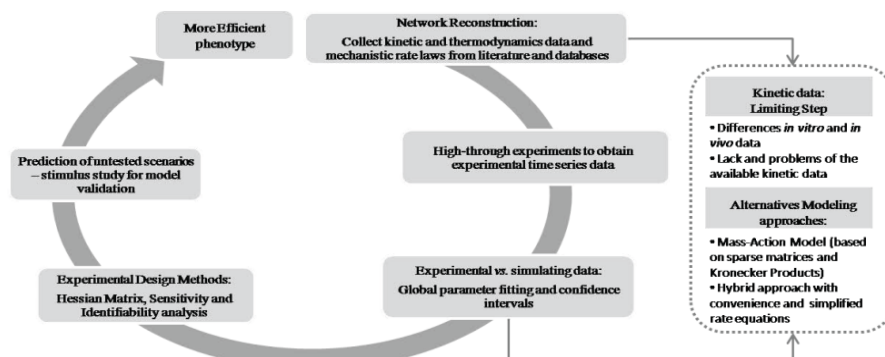 More Efficient
phenotype
Network Reconstruction:
Collect kinetic and thermodynamics data and
mechanistic rate laws from literature and databases
Kinetic data:
Limiting Step
• Differences in vitro and in
vivo data
• Lack and problems of the
available kinetic data
High-through experiments to obtain
experimental time series data
Prediction of untested scenarios
– stimulus study for model
validation
Alternatives Modeling
approaches:
• Mass-Action Model (based
on sparse matrices and
Kronecker Products)
• Hybrid approach with
convenience and simplified
rate equations
Experimental vs. simulating data:
Global parameter fitting and confidence
intervals
Experimental Design Methods:
Hessian Matrix, Sensitivity and
Identifiability analysis